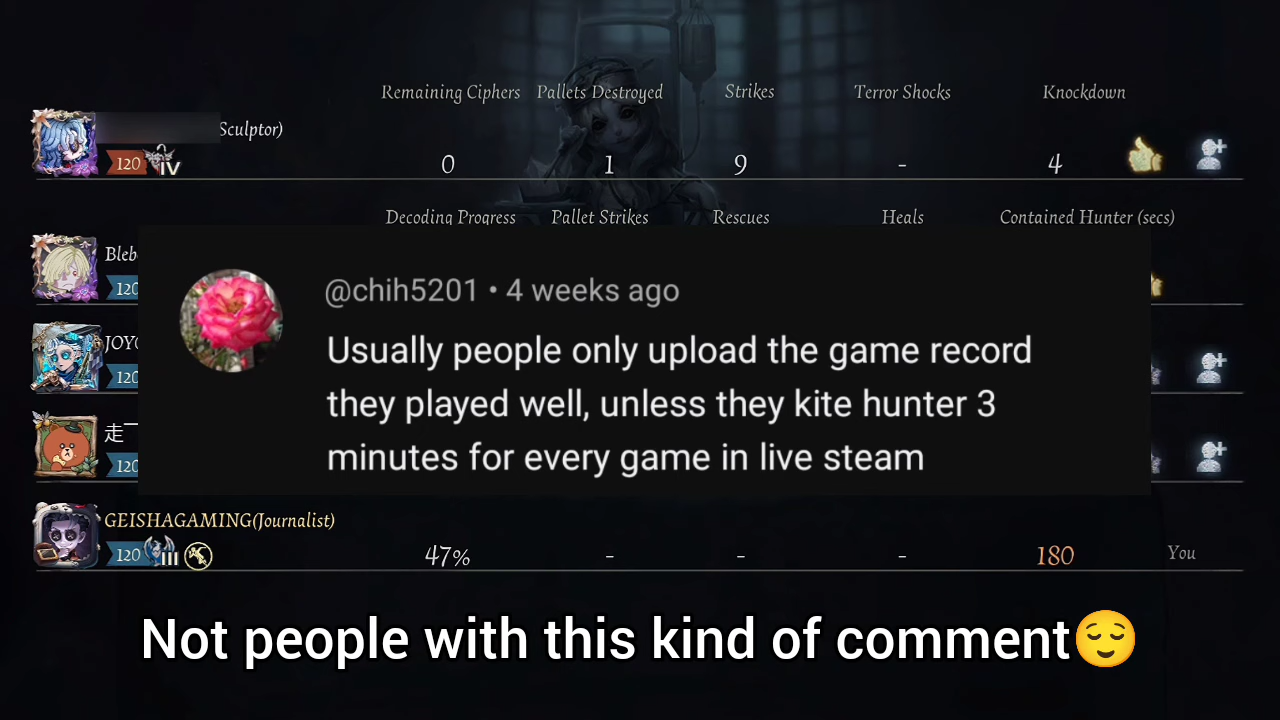 Remaining Ciphers Pallets Destroyed Strikes Terror Shocks Knockdown
Sculptor)
120 IV 0 1 9 - 4
Decoding Progress Pallet Strikes Rescues Heals Contained Hunter (secs)
Bleb
120
@chih5201 • 4 weeks ago
JOY
120
Usually people only upload the game record
they played well, unless they kite hunter 3
minutes for every game in live steam
走一
120
GEISHAGAMING(Journalist)
120 III 47% - - - 180 You
Not people with this kind of comment😌